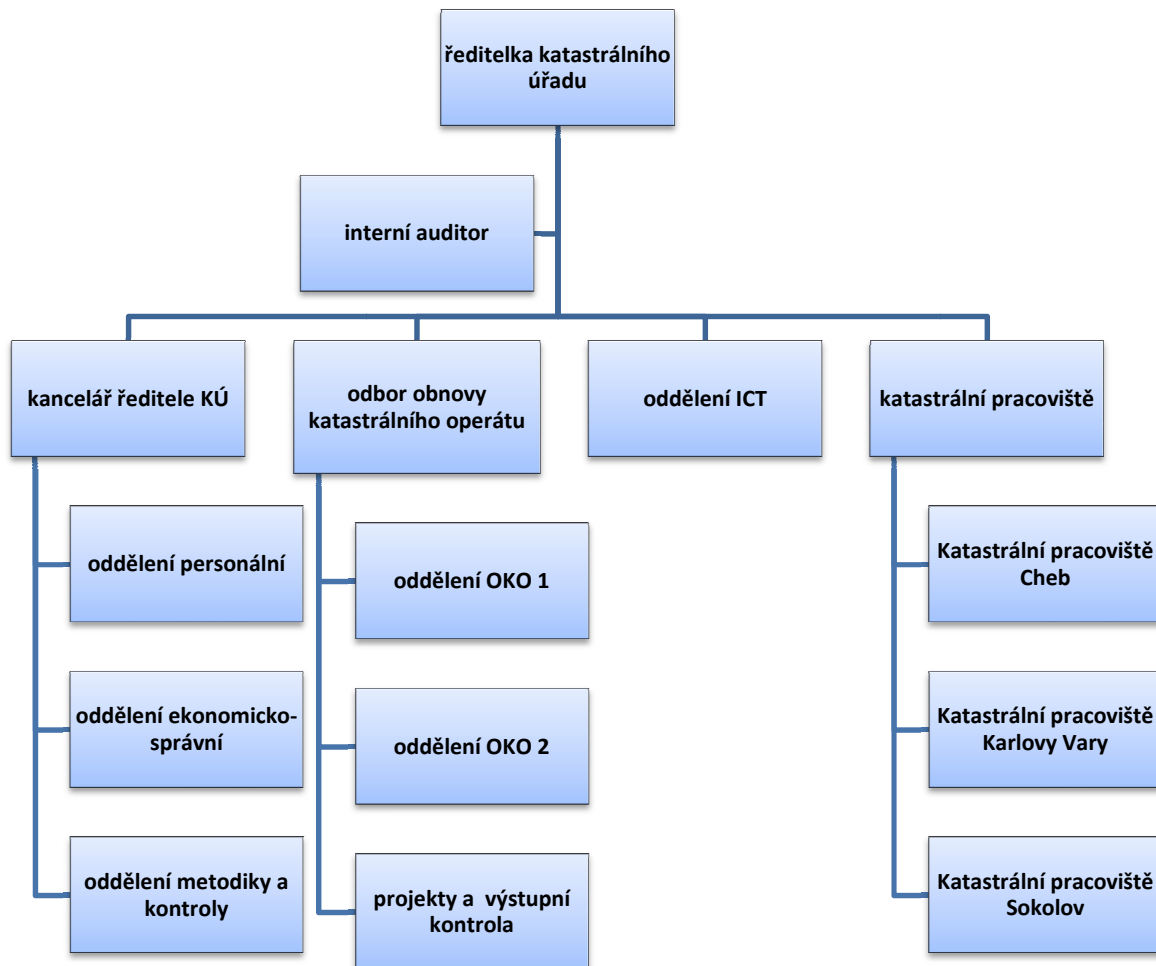 ředitelka katastrálního
úřadu
interní auditor
kancelář ředitele KÚ
odbor obnovy
katastrálního operátu
oddělení ICT
katastrální pracoviště
oddělení personální
oddělení ekonomicko-
správní
oddělení metodiky a
kontroly
oddělení OKO 1
oddělení OKO 2
projekty a výstupní
kontrola
Katastrální pracoviště
Cheb
Katastrální pracoviště
Karlovy Vary
Katastrální pracoviště
Sokolov